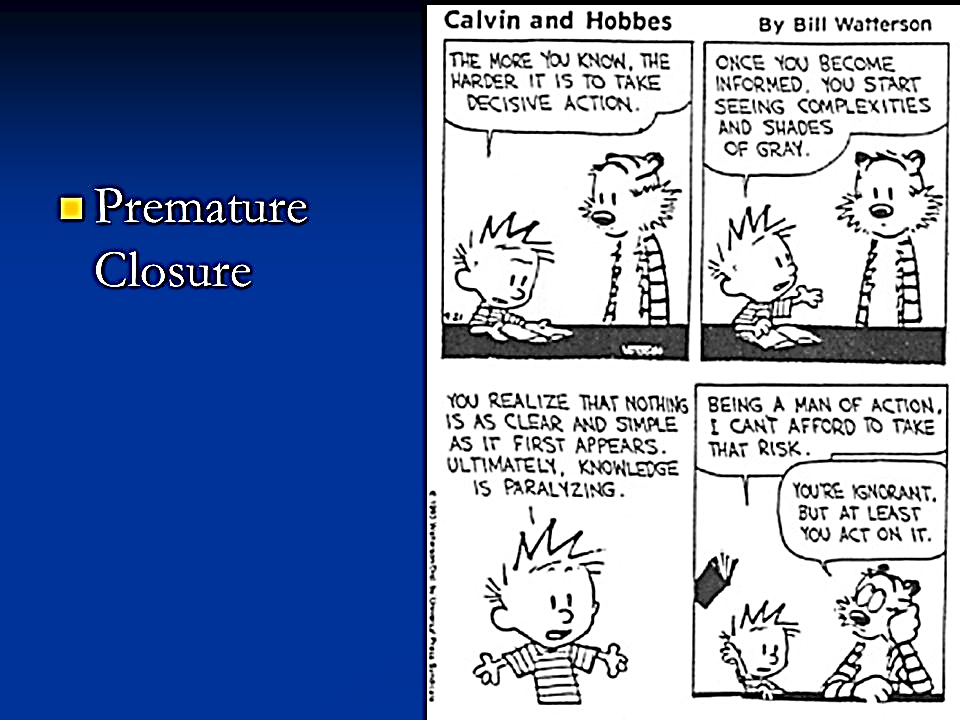 Premature
Closure
Calvin and Hobbes
By Bill Watterson
THE MORE YOU KNOW, THE
HARDER IT IS TO TAKE
DECISIVE ACTION.
ONCE YOU BECOME
INFORMED, YOU START
SEEING COMPLEXITIES
AND SHADES
OF GRAY.
9-21
YOU REALIZE THAT NOTHING
IS AS CLEAR AND SIMPLE
AS IT FIRST APPEARS.
ULTIMATELY, KNOWLEDGE
IS PARALYZING.
BEING A MAN OF ACTION,
I CAN'T AFFORD TO TAKE
THAT RISK.
YOU'RE IGNORANT,
BUT AT LEAST
YOU ACT ON IT.